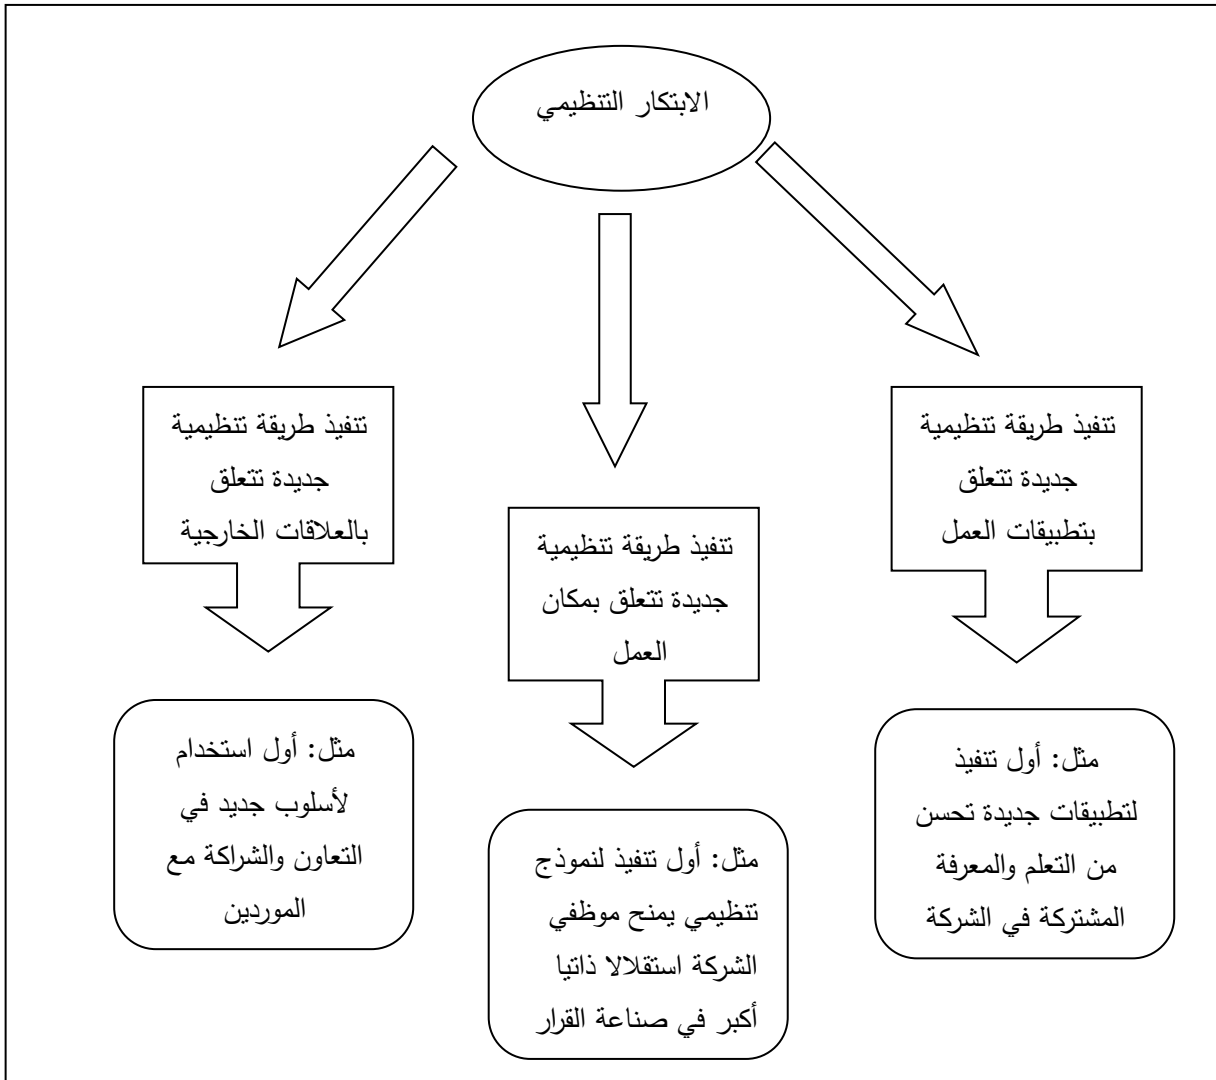 الابتكار التنظيمي
تنفيذ طريقة تنظيمية
جديدة تتعلق
بتطبيقات العمل
تنفيذ طريقة تنظيمية
جديدة تتعلق بمكان
العمل
تنفيذ طريقة تنظيمية
جديدة تتعلق
بالعلاقات الخارجية
مثل: أول تنفيذ
لتطبيقات جديدة تحسن
من التعلم والمعرفة
المشتركة في الشركة
مثل: أول تنفيذ لنموذج
تنظيمي يمنح موظفي
الشركة استقلالا ذاتيا
أكبر في صناعة القرار
مثل: أول استخدام
لأسلوب جديد في
التعاون والشراكة مع
الموردين